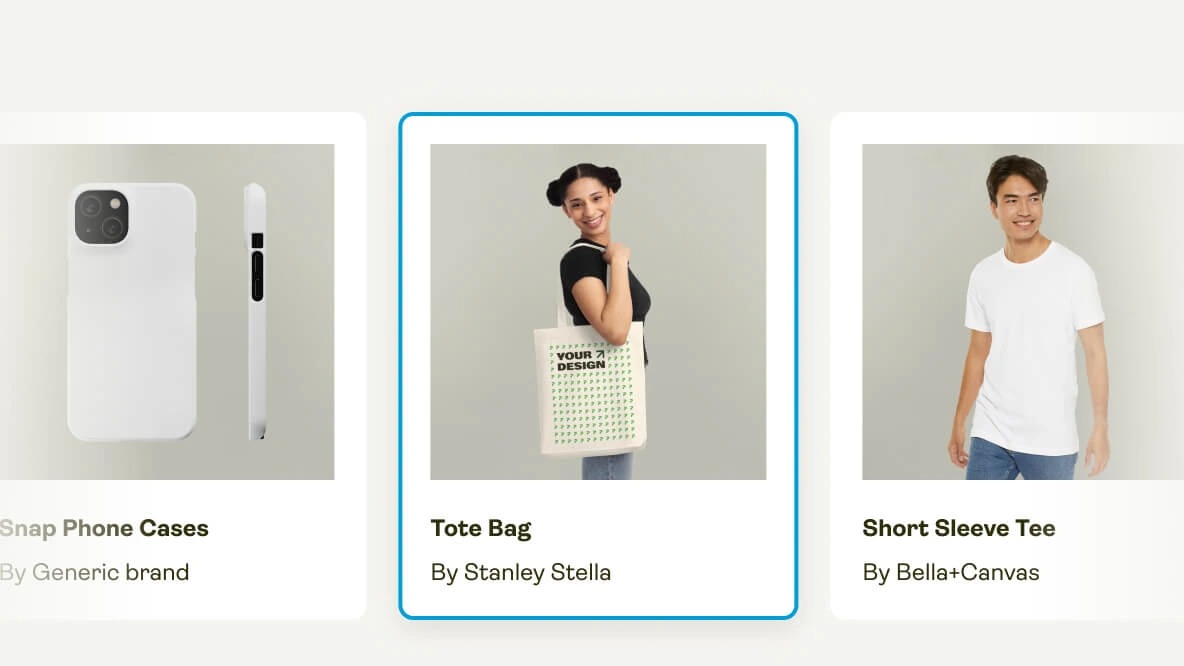 YOUR
DESIGN
Snap Phone Cases
By Generic brand
Tote Bag
By Stanley Stella
Short Sleeve Tee
By Bella+Canvas